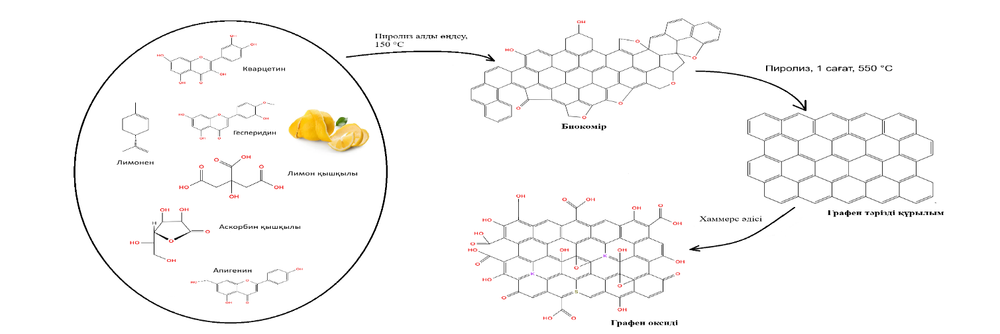 Пиролиз алды өңдеу,
150 °C
Пиролиз, 1 сағат, 550 °C
Кварцетин
Гесперидин
Лимонен
Лимон қышқылы
Аскорбин қышқылы
Апигенин
Биокөмір
Графен тәрізді құрылым
Хаммерс әдісі
Графен оксиді